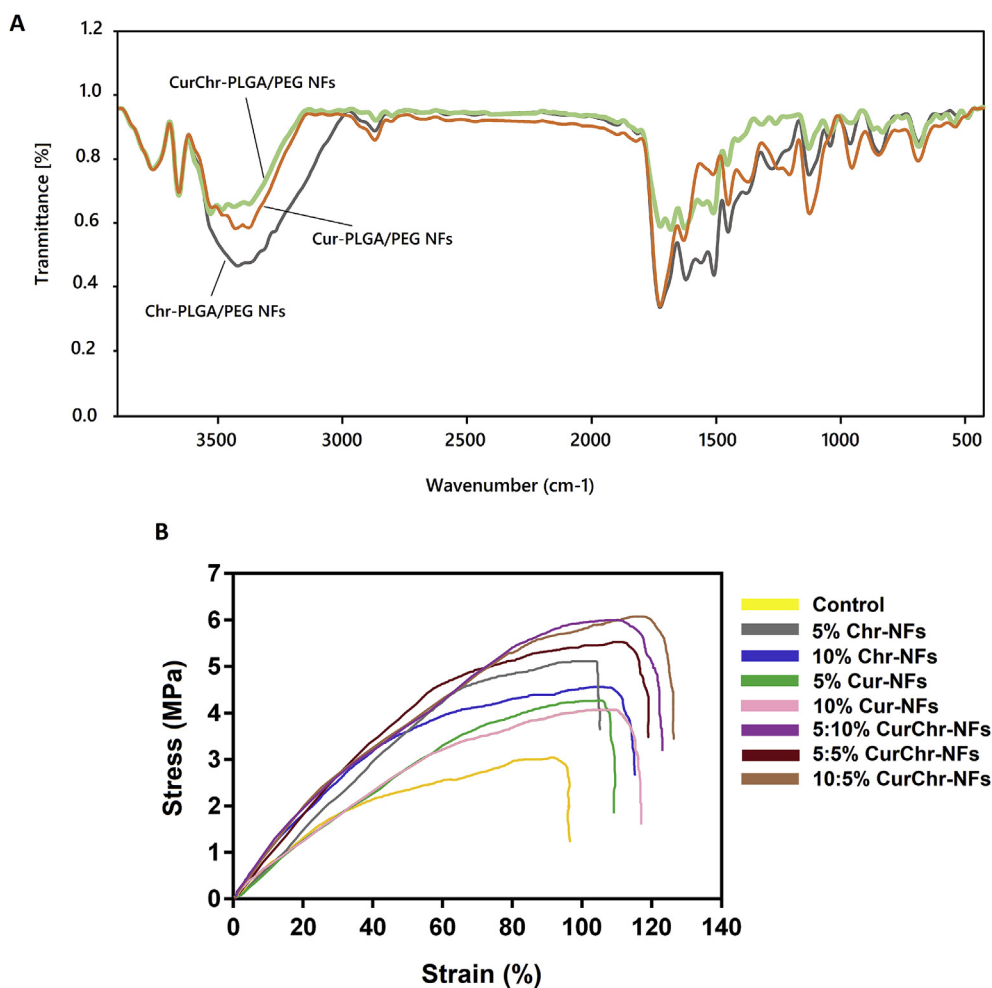 A
1.2
1.0
0.8
0.6
0.4
0.2
0.0
Tranmittance [%]
CurChr-PLGA/PEG NFs
Cur-PLGA/PEG NFs
Chr-PLGA/PEG NFs
3500 3000 2500 2000 1500 1000 500
Wavenumber (cm-1)
B
7
6
5
4
3
2
1
0
Stress (MPa)
0 20 40 60 80 100 120 140
Strain (%)
Control
5% Chr-NFs
10% Chr-NFs
5% Cur-NFs
10% Cur-NFs
5:10% CurChr-NFs
5:5% CurChr-NFs
10:5% CurChr-NFs